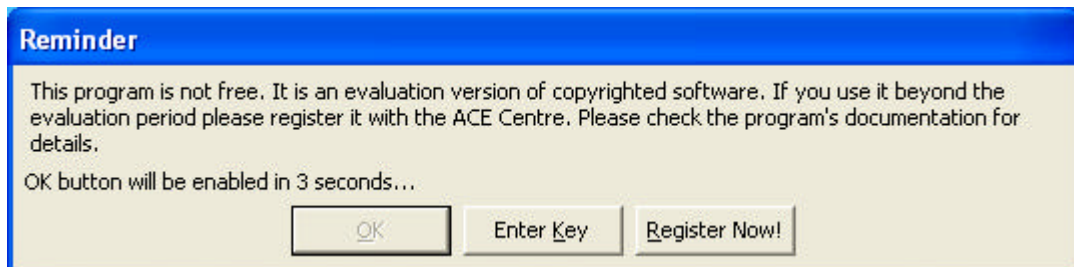 Reminder
This program is not free. It is an evaluation version of copyrighted software. If you use it beyond the
evaluation period please register it with the ACE Centre. Please check the program's documentation for
details.
OK button will be enabled in 3 seconds...
OK Enter Key Register Now!